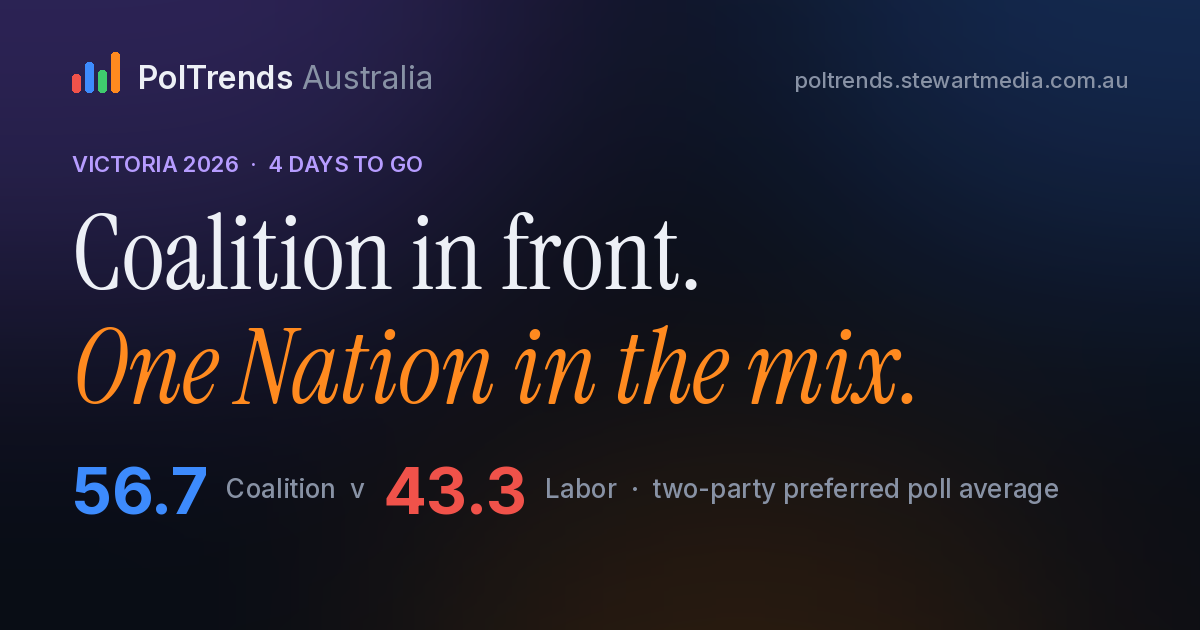 PolTrends Australia
poltrends.stewartmedia.com.au
VICTORIA 2026 · 4 DAYS TO GO
Coalition in front.
One Nation in the mix.
56.7 Coalition v 43.3 Labor · two-party preferred poll average